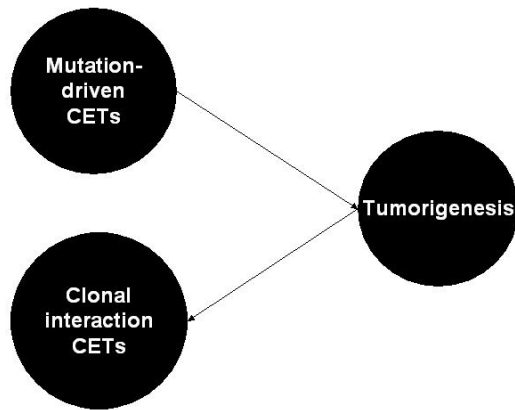 Mutation-
driven
CETs
Tumorigenesis
Clonal
interaction
CETs